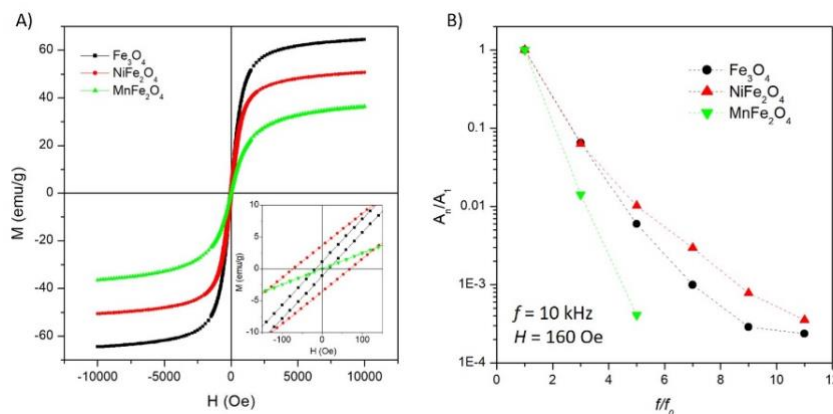 A)
60
40
20
0
-20
-40
-60
M (emu/g)
Fe₃O₄
NiFe₂O₄
MnFe₂O₄
-10000 -5000 0 5000 10000
H (Oe)
10
5
0
-5
-10
M (emu/g)
-100 0 100
H (Oe)
B)
1
0.1
0.01
1E-3
1E-4
Aₙ/A₁
Fe₃O₄
NiFe₂O₄
MnFe₂O₄
f = 10 kHz
H = 160 Oe
0 2 4 6 8 10 12
f/f₀